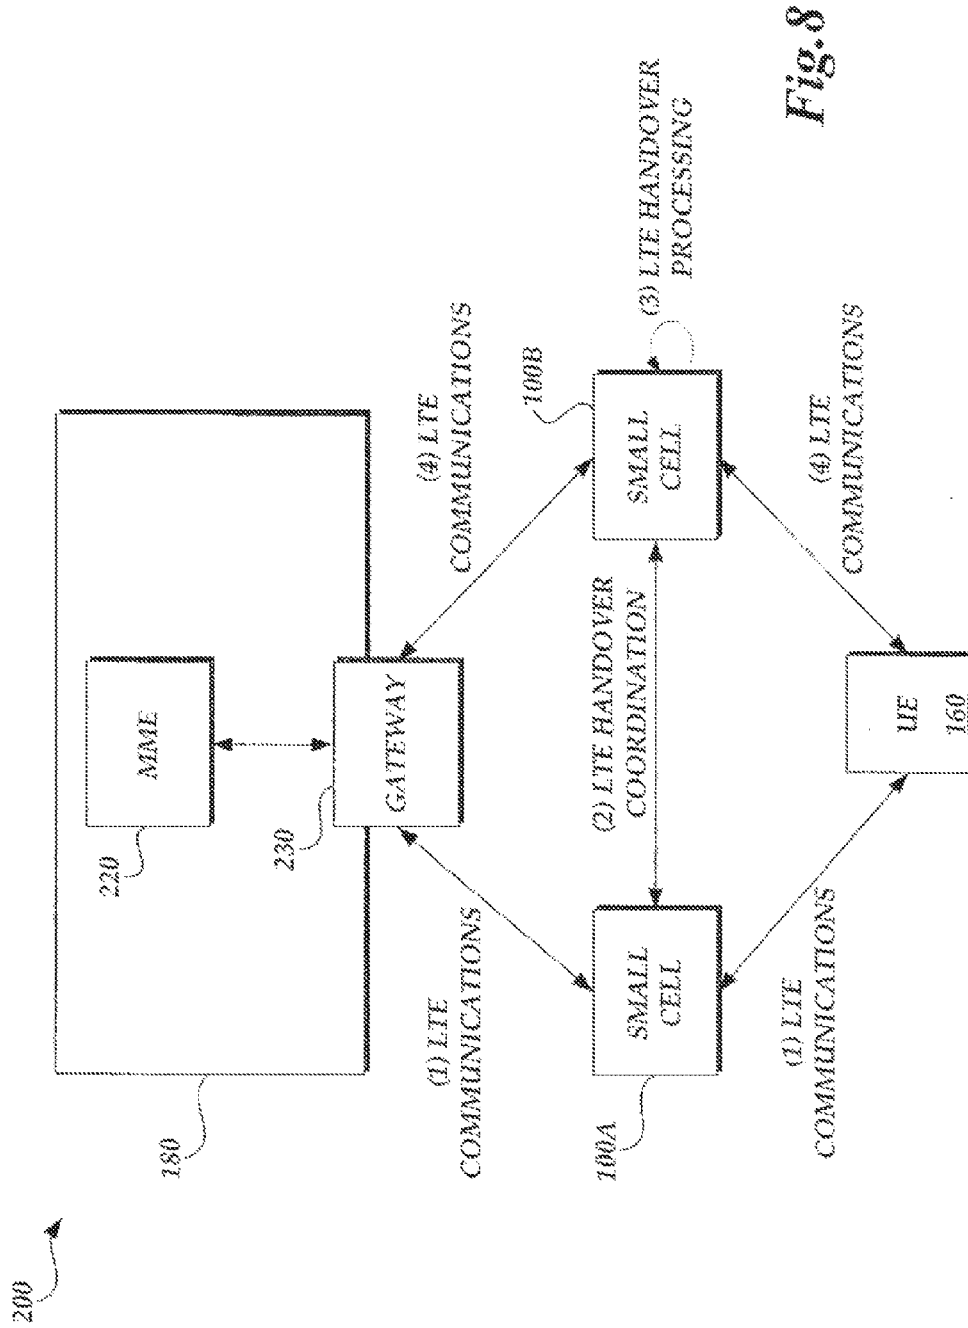 200
180
220
MME
230
GATEWAY
(1) LTE
COMMUNICATIONS
(4) LTE
COMMUNICATIONS
100A
SMALL
CELL
(2) LTE HANDOVER
COORDINATION
100B
SMALL
CELL
(3) LTE HANDOVER
PROCESSING
(1) LTE
COMMUNICATIONS
(4) LTE
COMMUNICATIONS
UE
160
Fig.8